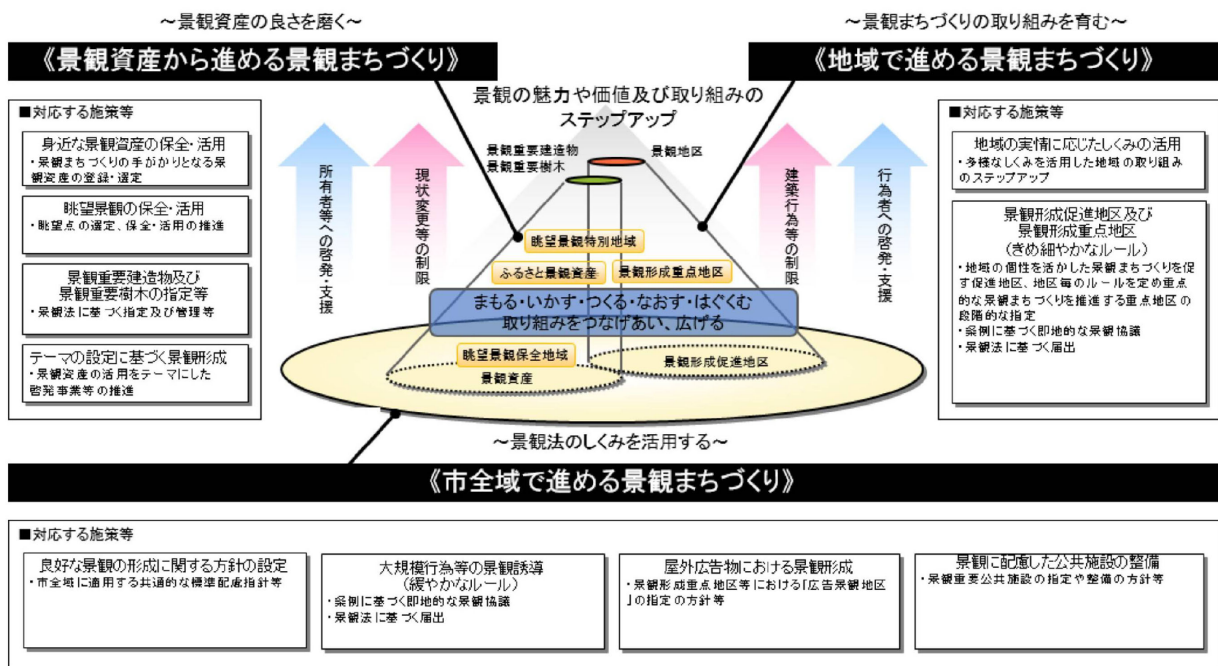 ～景観資産の良さを磨く～
《景観資産から進める景観まちづくり》
■対応する施策等
身近な景観資産の保全・活用
・景観まちづくりの手がかりとなる景
観資産の登録・選定
眺望景観の保全・活用
・眺望点の選定、保全・活用の推進
景観重要建造物及び
景観重要樹木の指定等
・景観法に基づく指定及び管理等
テーマの設定に基づく景観形成
・景観資産の活用をテーマにした
啓発事業等の推進
所有者等への啓発・支援
現状変更等の制限
景観の魅力や価値及び取り組みの
ステップアップ
景観重要建造物
景観重要樹木
景観地区
眺望景観特別地域
ふるさと景観資産
景観形成重点地区
まもる・いかす・つくる・なおす・はぐくむ
取り組みをつなげあい、広げる
眺望景観保全地域
景観資産
景観形成促進地区
建築行為等の制限
行為者への啓発・支援
～景観まちづくりの取り組みを育む～
《地域で進める景観まちづくり》
■対応する施策等
地域の実情に応じたしくみの活用
・多様なしくみを活用した地域の取り組み
のステップアップ
景観形成促進地区及び
景観形成重点地区
(きめ細やかなルール)
・地域の個性を活かした景観まちづくりを促
す促進地区、地区毎のルールを定め重点
的な景観まちづくりを推進する重点地区の
段階的な指定
・条例に基づく即地的な景観協議
・景観法に基づく届出
～景観法のしくみを活用する～
《市全域で進める景観まちづくり》
■対応する施策等
良好な景観の形成に関する方針の設定
・市全域に適用する共通的な標準配慮指針等
大規模行為等の景観誘導
(緩やかなルール)
・条例に基づく即地的な景観協議
・景観法に基づく届出
屋外広告物における景観形成
・景観形成重点地区等における「広告景観地区
」の指定の方針等
景観に配慮した公共施設の整備
・景観重要公共施設の指定や整備の方針等